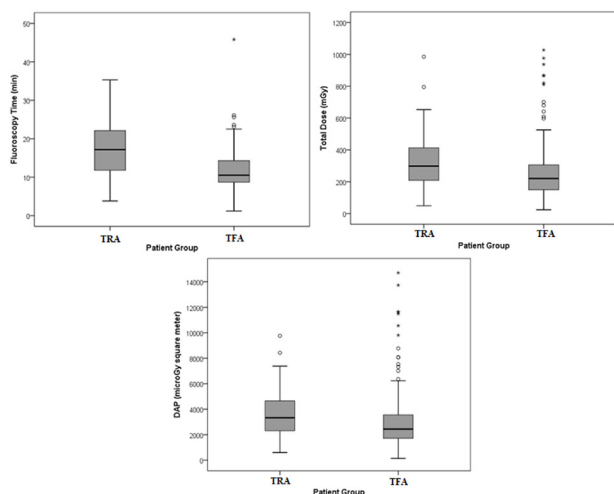 Fluoroscopy Time (min)
50
40
30
20
10
0
*
TRA TFA
Patient Group
Total Dose (mGy)
1200
1000
800
600
400
200
0
TRA TFA
Patient Group
DAP (microGy square meter)
14000
12000
10000
8000
6000
4000
2000
0
TRA TFA
Patient Group